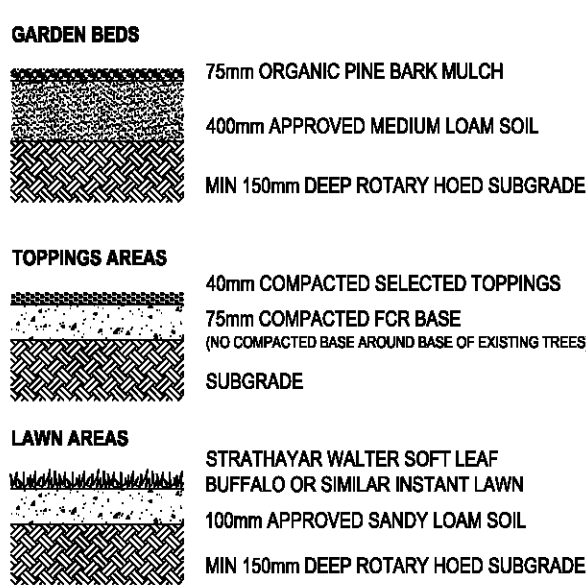 GARDEN BEDS
75mm ORGANIC PINE BARK MULCH
400mm APPROVED MEDIUM LOAM SOIL
MIN 150mm DEEP ROTARY HOED SUBGRADE
TOPPINGS AREAS
40mm COMPACTED SELECTED TOPPINGS
75mm COMPACTED FCR BASE
(NO COMPACTED BASE AROUND BASE OF EXISTING TREES)
SUBGRADE
LAWN AREAS
STRATHAYAR WALTER SOFT LEAF
BUFFALO OR SIMILAR INSTANT LAWN
100mm APPROVED SANDY LOAM SOIL
MIN 150mm DEEP ROTARY HOED SUBGRADE